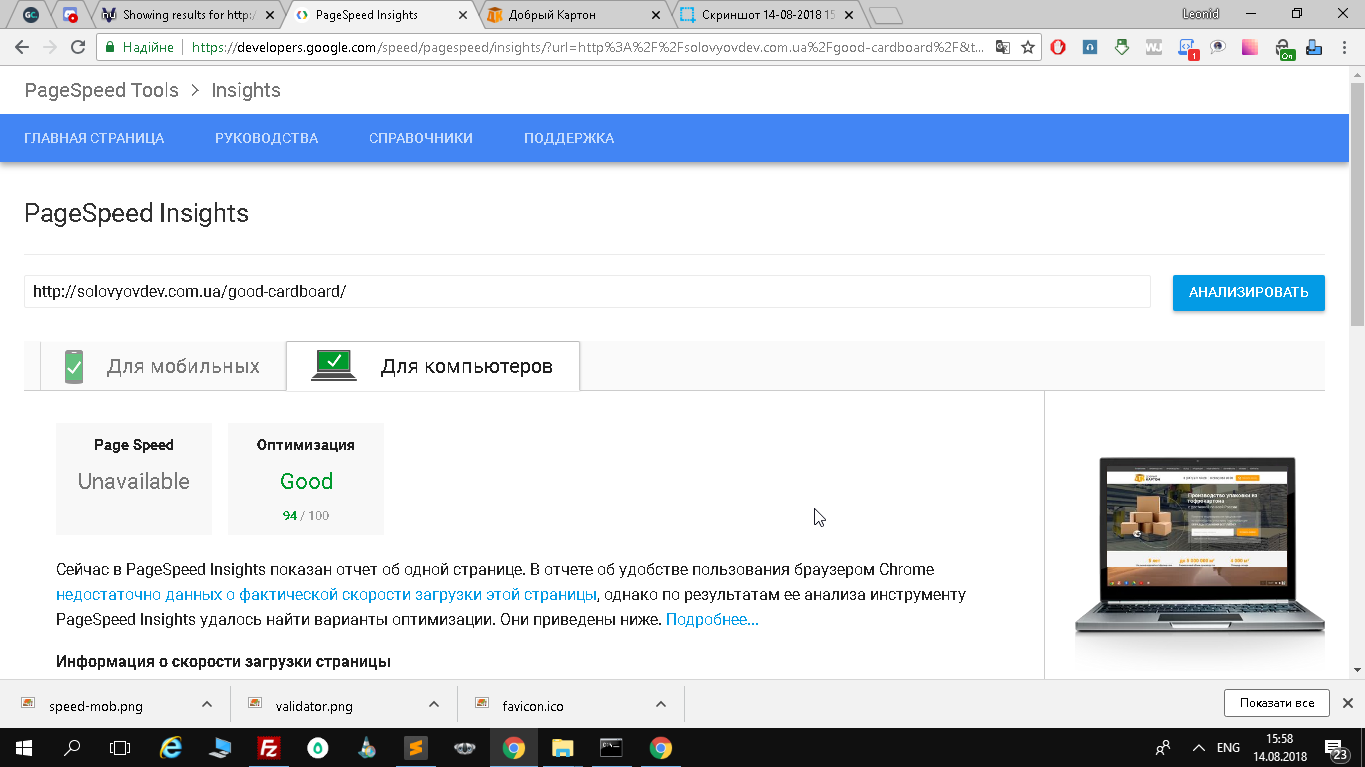 GC
Showing results for http:/
PageSpeed Insights
Добрый Картон
Скриншот 14-08-2018 15
Leonid
Надійне
https://developers.google.com/speed/pagespeed/insights/?url=http%3A%2F%2Fsolovyovdev.com.ua%2Fgood-cardboard%2F&t...
1
On
PageSpeed Tools > Insights
ГЛАВНАЯ СТРАНИЦА
РУКОВОДСТВА
СПРАВОЧНИКИ
ПОДДЕРЖКА
PageSpeed Insights
http://solovyovdev.com.ua/good-cardboard/
АНАЛИЗИРОВАТЬ
Для мобильных
Для компьютеров
Page Speed
Unavailable
Оптимизация
Good
94 / 100
Производство упаковки из
гофрокартона
Сейчас в PageSpeed Insights показан отчет об одной странице. В отчете об удобстве пользования браузером Chrome
недостаточно данных о фактической скорости загрузки этой страницы, однако по результатам ее анализа инструменту
PageSpeed Insights удалось найти варианты оптимизации. Они приведены ниже. Подробнее...
Информация о скорости загрузки страницы
speed-mob.png
validator.png
favicon.ico
Показати все
ENG
15:58
14.08.2018
23